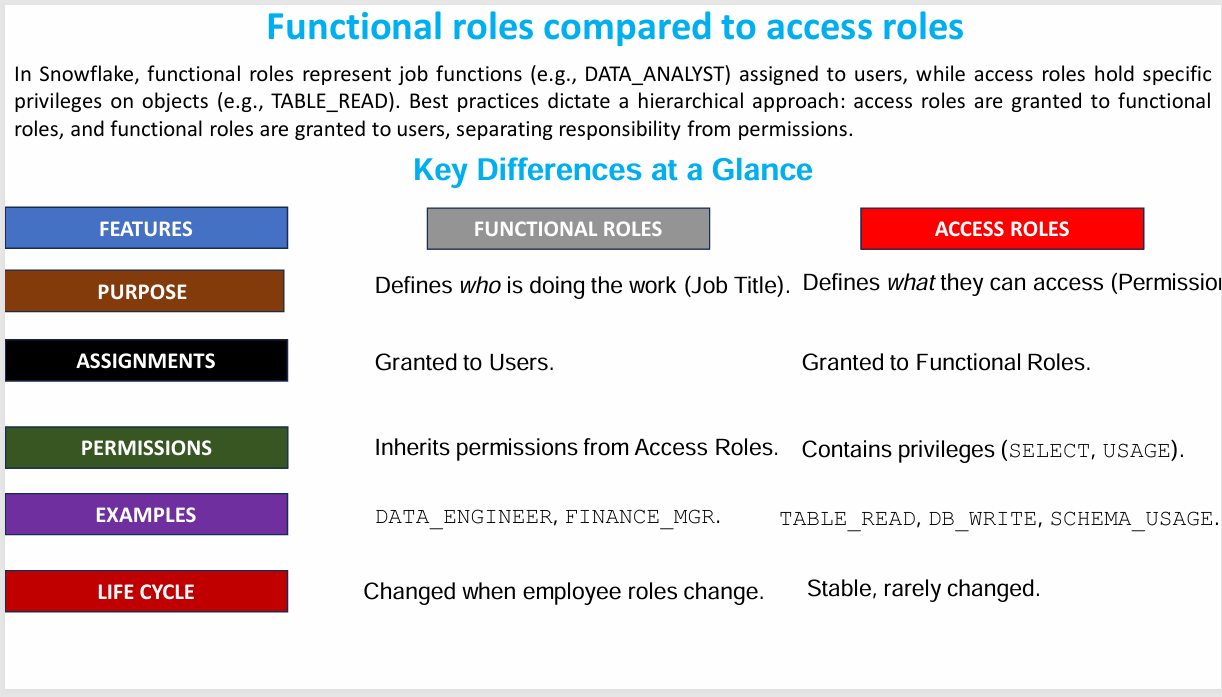 Functional roles compared to access roles
In Snowflake, functional roles represent job functions (e.g., DATA_ANALYST) assigned to users, while access roles hold specific
privileges on objects (e.g., TABLE_READ). Best practices dictate a hierarchical approach: access roles are granted to functional
roles, and functional roles are granted to users, separating responsibility from permissions.
Key Differences at a Glance
FEATURES FUNCTIONAL ROLES ACCESS ROLES
PURPOSE Defines who is doing the work (Job Title). Defines what they can access (Permission
ASSIGNMENTS Granted to Users. Granted to Functional Roles.
PERMISSIONS Inherits permissions from Access Roles. Contains privileges (SELECT, USAGE).
EXAMPLES DATA_ENGINEER, FINANCE_MGR. TABLE_READ, DB_WRITE, SCHEMA_USAGE.
LIFE CYCLE Changed when employee roles change. Stable, rarely changed.